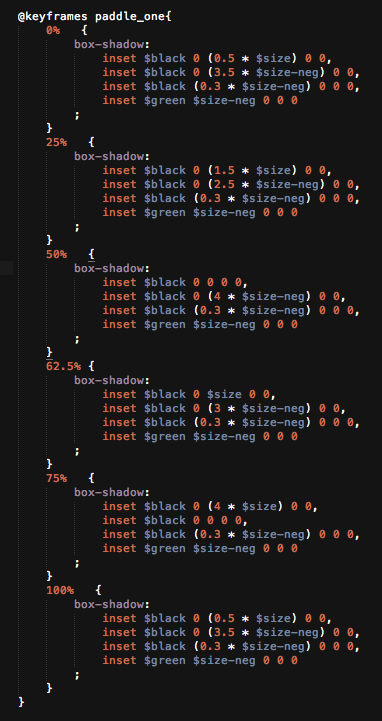 @keyframes paddle_one{
    0%   {
        box-shadow:
            inset $black 0 (0.5 * $size) 0 0,
            inset $black 0 (3.5 * $size-neg) 0 0,
            inset $black (0.3 * $size-neg) 0 0 0,
            inset $green $size-neg 0 0 0
        ;
    }
    25%   {
        box-shadow:
            inset $black 0 (1.5 * $size) 0 0,
            inset $black 0 (2.5 * $size-neg) 0 0,
            inset $black (0.3 * $size-neg) 0 0 0,
            inset $green $size-neg 0 0 0
        ;
    }
    50%   {
        box-shadow:
            inset $black 0 0 0 0,
            inset $black 0 (4 * $size-neg) 0 0,
            inset $black (0.3 * $size-neg) 0 0 0,
            inset $green $size-neg 0 0 0
        ;
    }
    62.5% {
        box-shadow:
            inset $black 0 $size 0 0,
            inset $black 0 (3 * $size-neg) 0 0,
            inset $black (0.3 * $size-neg) 0 0 0,
            inset $green $size-neg 0 0 0
        ;
    }
    75%   {
        box-shadow:
            inset $black 0 (4 * $size) 0 0,
            inset $black 0 0 0 0,
            inset $black (0.3 * $size-neg) 0 0 0,
            inset $green $size-neg 0 0 0
        ;
    }
    100%   {
        box-shadow:
            inset $black 0 (0.5 * $size) 0 0,
            inset $black 0 (3.5 * $size-neg) 0 0,
            inset $black (0.3 * $size-neg) 0 0 0,
            inset $green $size-neg 0 0 0
        ;
    }
}